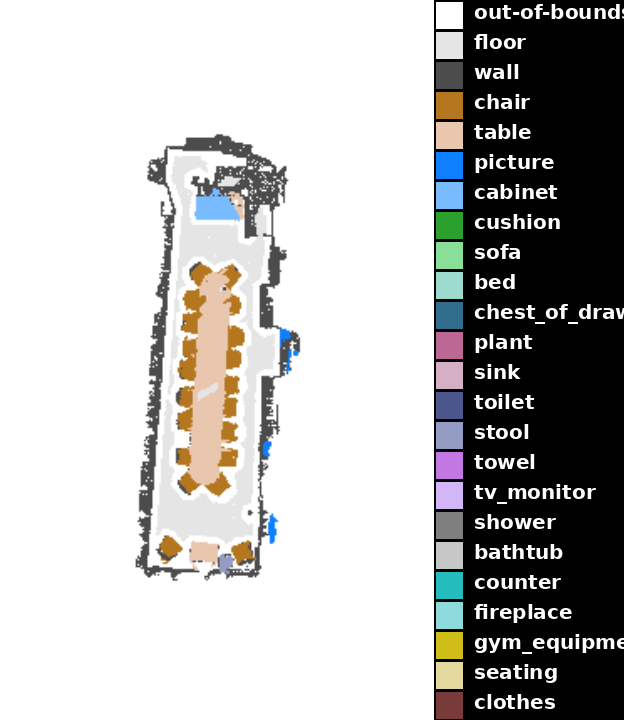 out-of-bounds
floor
wall
chair
table
picture
cabinet
cushion
sofa
bed
chest_of_draw
plant
sink
toilet
stool
towel
tv_monitor
shower
bathtub
counter
fireplace
gym_equipme
seating
clothes